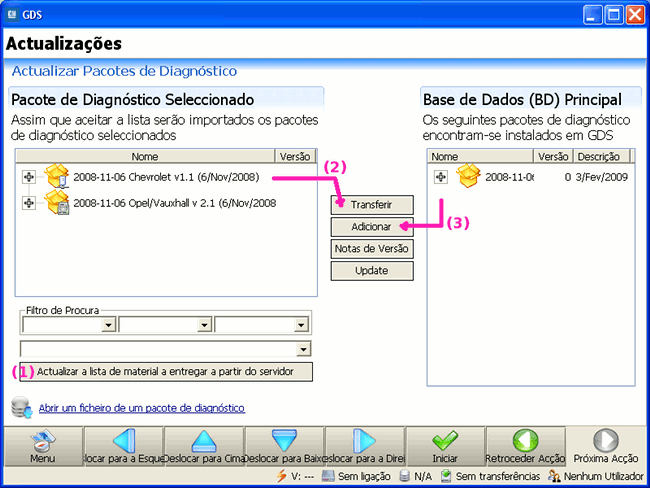 GDS
Actualizações
Actualizar Pacotes de Diagnóstico
Pacote de Diagnóstico Seleccionado
Assim que aceitar a lista serão importados os pacotes
de diagnóstico seleccionados
Nome Versão
2008-11-06 Chevrolet v1.1 (6/Nov/2008)
2008-11-06 Opel/Vauxhall v 2.1 (6/Nov/2008
(2)
Transferir
Adicionar
Notas de Versão
Update
(3)
Base de Dados (BD) Principal
Os seguintes pacotes de diagnóstico
encontram-se instalados em GDS
Nome Versão Descrição
2008-11-06 0 3/Fev/2009
Filtro de Procura
(1) Actualizar a lista de material a entregar a partir do servidor
Abrir um ficheiro de um pacote de diagnóstico
Menu
slocar para a Esque
Deslocar para Cima
Deslocar para Baixo
slocar para a Direi
Iniciar
Retroceder Acção
Próxima Acção
V: --- Sem ligação N/A Sem transferências Nenhum Utilizador